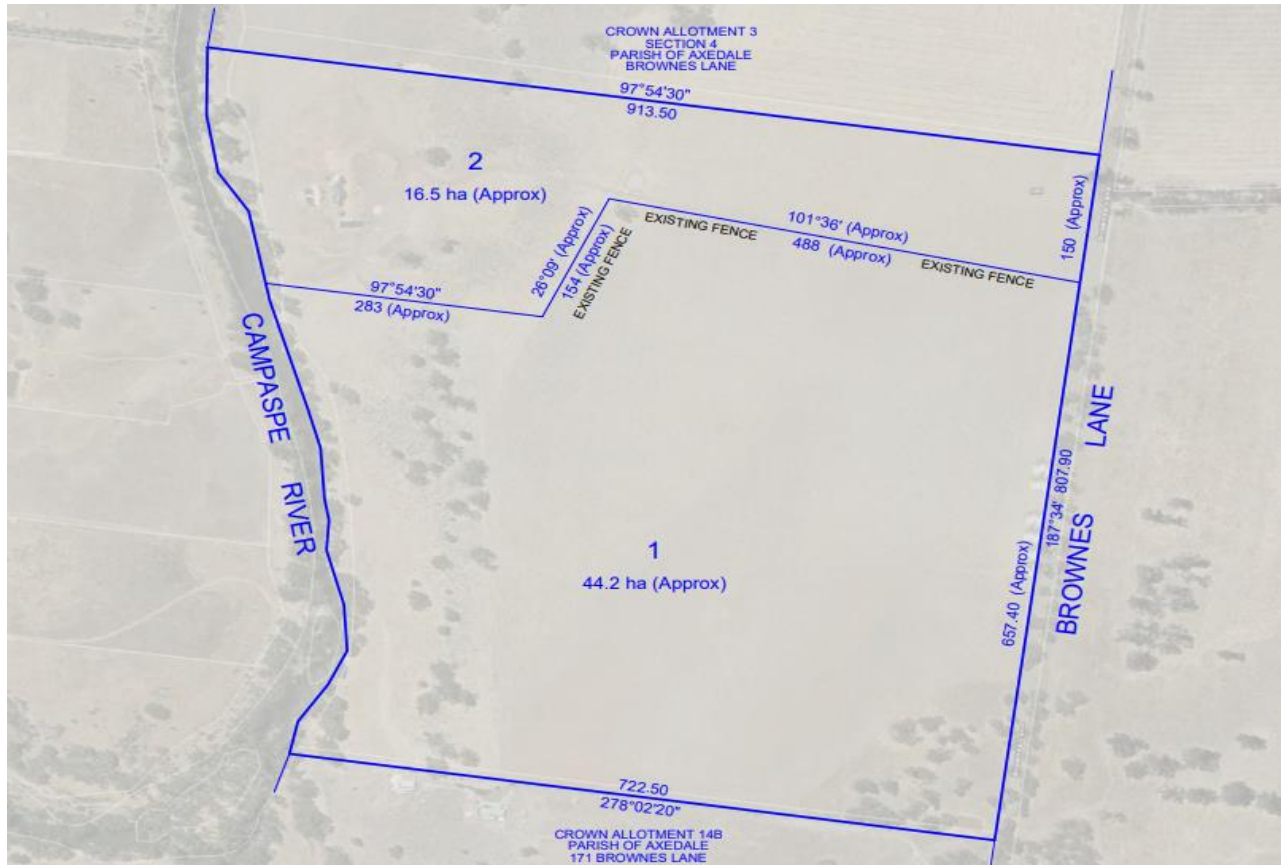 CROWN ALLOTMENT 3
SECTION 4
PARISH OF AXEDALE
BROWNES LANE
97°54'30"
913.50
2
16.5 ha (Approx)
150 (Approx)
26°09' (Approx)
154 (Approx)
EXISTING FENCE
EXISTING FENCE
101°36' (Approx)
488 (Approx)
EXISTING FENCE
97°54'30"
283 (Approx)
CAMPASPE RIVER
1
44.2 ha (Approx)
657.40 (Approx)
187°34' 807.90
BROWNES LANE
722.50
278°02'20"
CROWN ALLOTMENT 14B
PARISH OF AXEDALE
171 BROWNES LANE